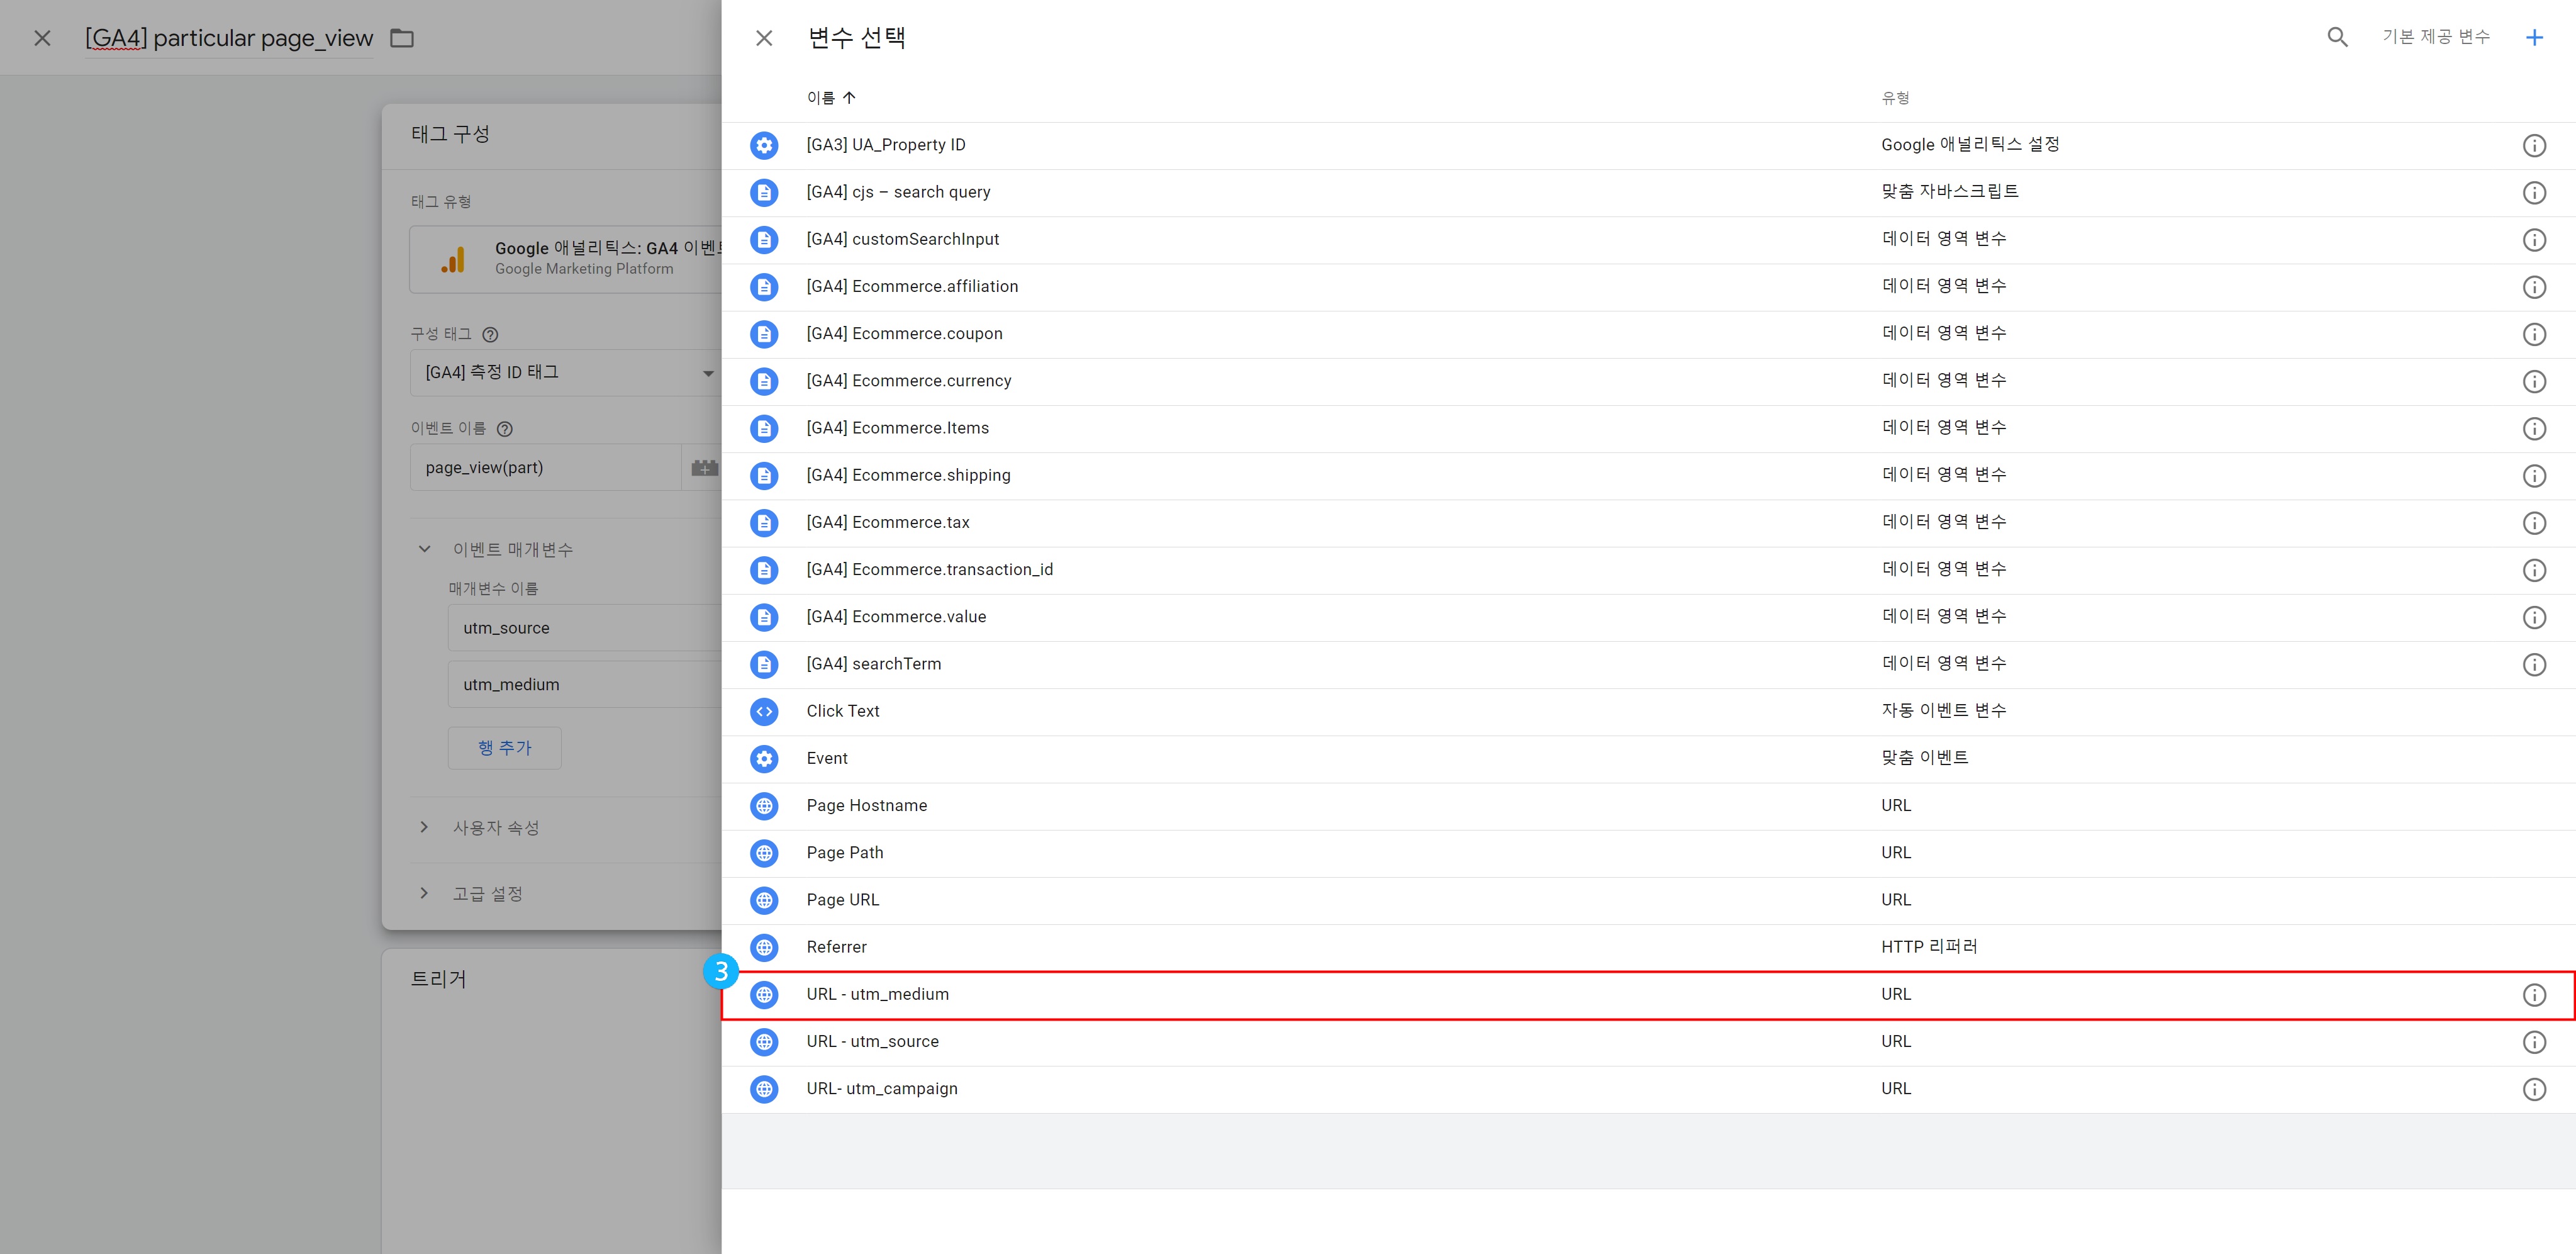 [GA4] particular page_view
태그 구성
태그 유형
Google 애널리틱스: GA4 이벤트
Google Marketing Platform
구성 태그
[GA4] 측정 ID 태그
이벤트 이름
page_view(part)
이벤트 매개변수
매개변수 이름
utm_source
utm_medium
행 추가
사용자 속성
고급 설정
트리거
변수 선택
기본 제공 변수
이름 유형
[GA3] UA_Property ID Google 애널리틱스 설정
[GA4] cjs – search query 맞춤 자바스크립트
[GA4] customSearchInput 데이터 영역 변수
[GA4] Ecommerce.affiliation 데이터 영역 변수
[GA4] Ecommerce.coupon 데이터 영역 변수
[GA4] Ecommerce.currency 데이터 영역 변수
[GA4] Ecommerce.Items 데이터 영역 변수
[GA4] Ecommerce.shipping 데이터 영역 변수
[GA4] Ecommerce.tax 데이터 영역 변수
[GA4] Ecommerce.transaction_id 데이터 영역 변수
[GA4] Ecommerce.value 데이터 영역 변수
[GA4] searchTerm 데이터 영역 변수
Click Text 자동 이벤트 변수
Event 맞춤 이벤트
Page Hostname URL
Page Path URL
Page URL URL
Referrer HTTP 리퍼러
3
URL - utm_medium URL
URL - utm_source URL
URL- utm_campaign URL